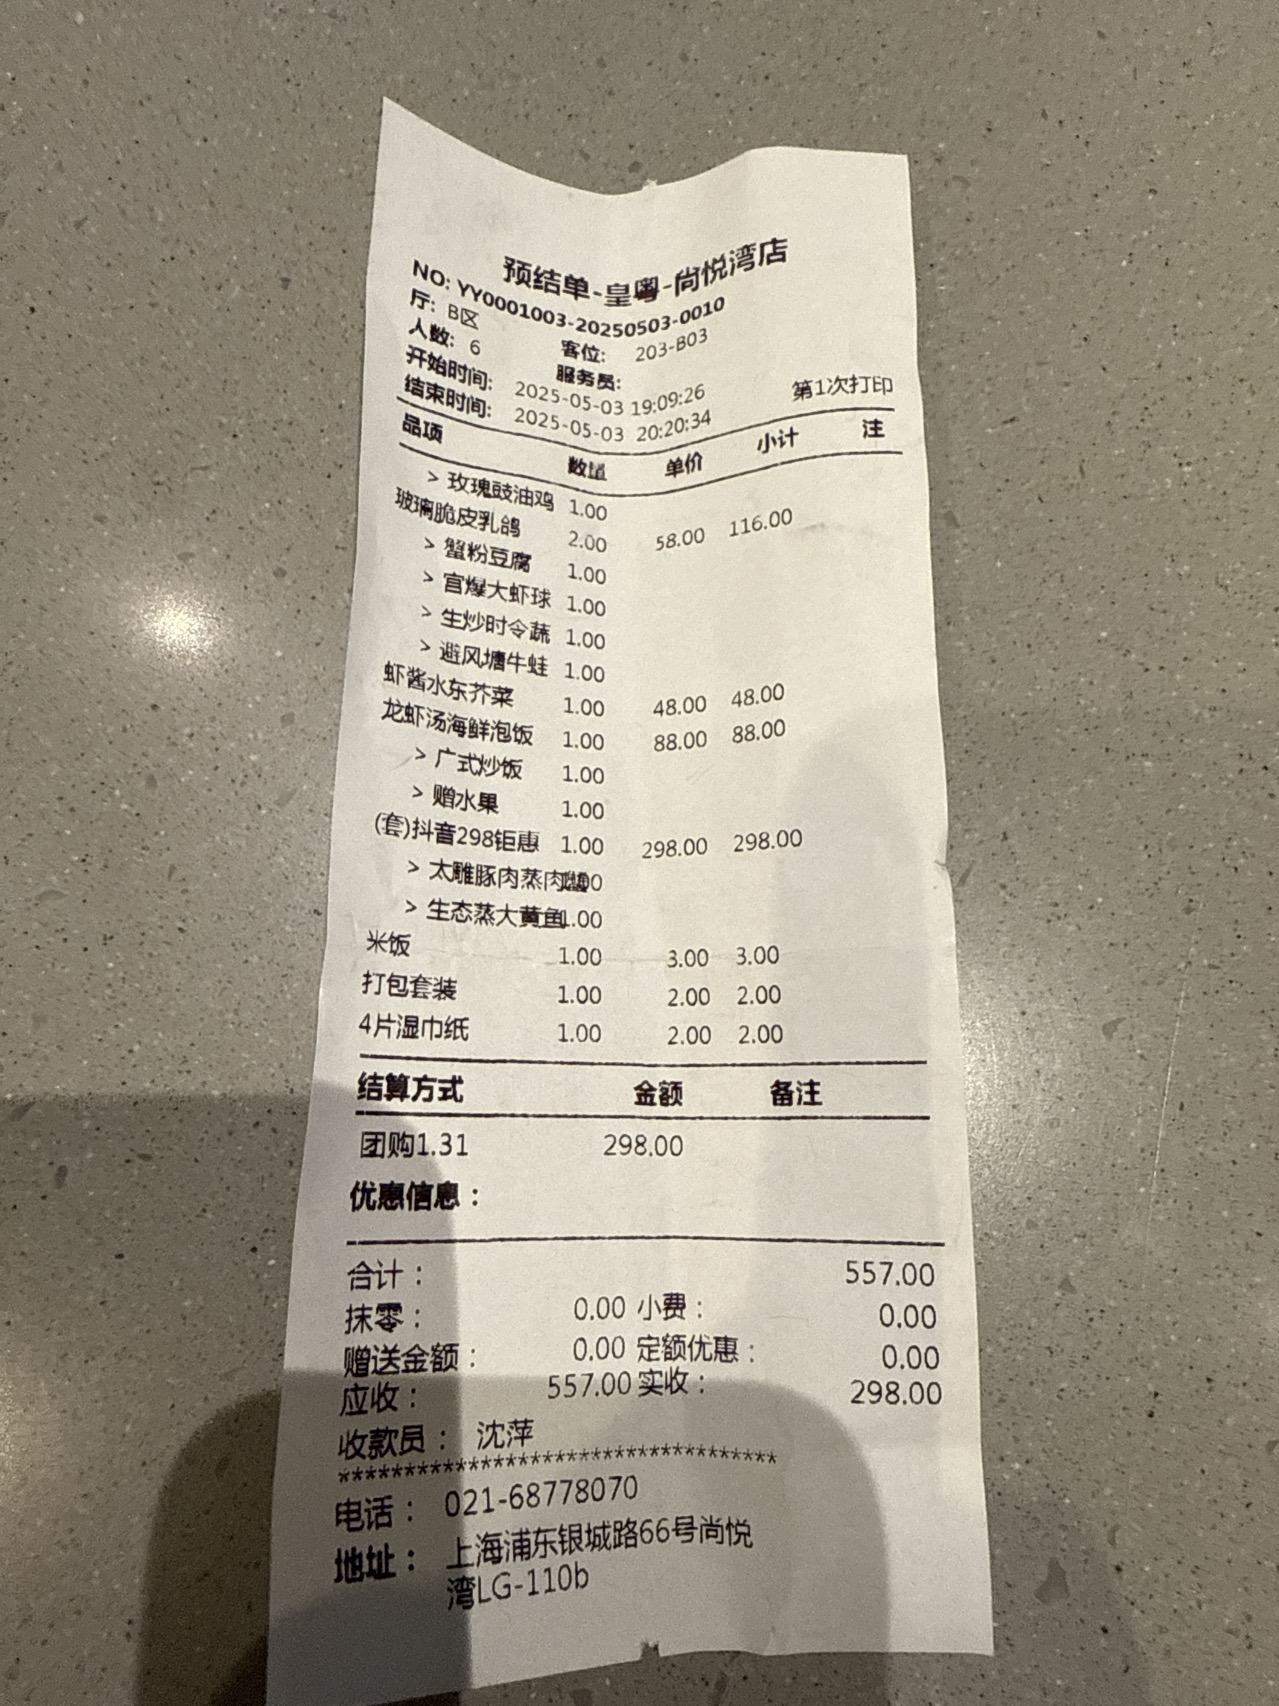 预结单-皇粤-尚悦湾店
NO: YY0001003-20250503-0010
厅: B区 客位: 203-B03
人数: 6 服务员:
开始时间: 2025-05-03 19:09:26
结束时间: 2025-05-03 20:20:34 第1次打印
品项 数量 单价 小计 注
> 玫瑰豉油鸡 1.00
玻璃脆皮乳鸽 2.00 58.00 116.00
> 蟹粉豆腐 1.00
> 宫爆大虾球 1.00
> 生炒时令蔬 1.00
> 避风塘牛蛙 1.00
虾酱水东芥菜 1.00 48.00 48.00
龙虾汤海鲜泡饭 1.00 88.00 88.00
> 广式炒饭 1.00
> 赠水果 1.00
(套)抖音298钜惠 1.00 298.00 298.00
> 太雕豚肉蒸肉
> 生态蒸大黄鱼1.00
米饭 1.00 3.00 3.00
打包套装 1.00 2.00 2.00
4片湿巾纸 1.00 2.00 2.00
结算方式 金额 备注
团购1.31 298.00
优惠信息：
合计： 557.00
抹零： 0.00 小费： 0.00
赠送金额： 0.00 定额优惠： 0.00
应收： 557.00 实收： 298.00
收款员： 沈萍
**********************************
电话： 021-68778070
地址： 上海浦东银城路66号尚悦
湾LG-110b